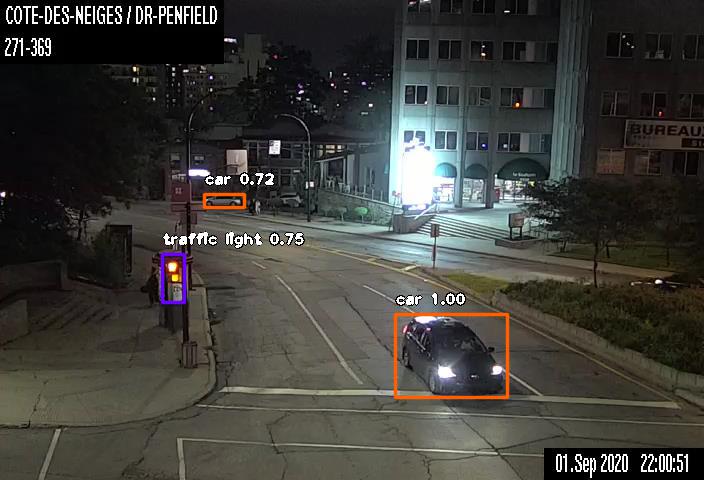 COTE-DES-NEIGES / DR-PENFIELD
271-369
BUREAUX
car 0.72
traffic light 0.75
car 1.00
01.Sep 2020 22:00:51